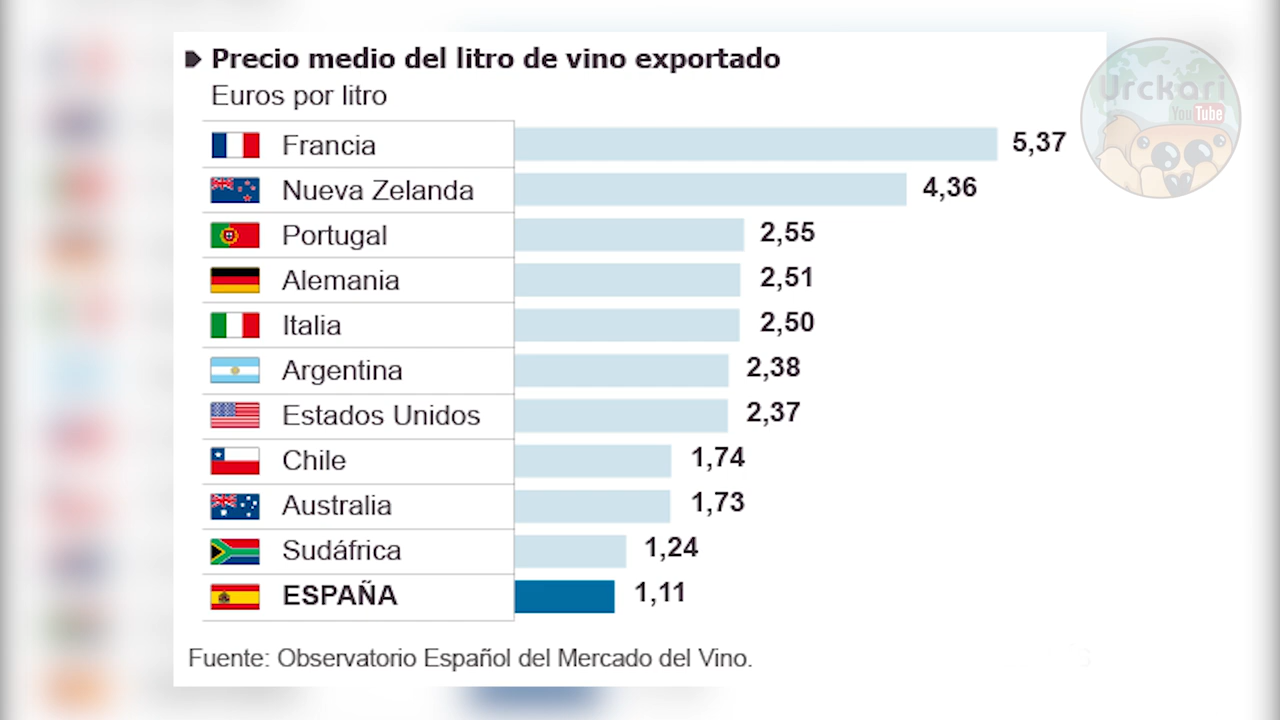 Precio medio del litro de vino exportado
Euros por litro
Francia 5,37
Nueva Zelanda 4,36
Portugal 2,55
Alemania 2,51
Italia 2,50
Argentina 2,38
Estados Unidos 2,37
Chile 1,74
Australia 1,73
Sudáfrica 1,24
ESPAÑA 1,11
Fuente: Observatorio Español del Mercado del Vino.
Urckari
YouTube